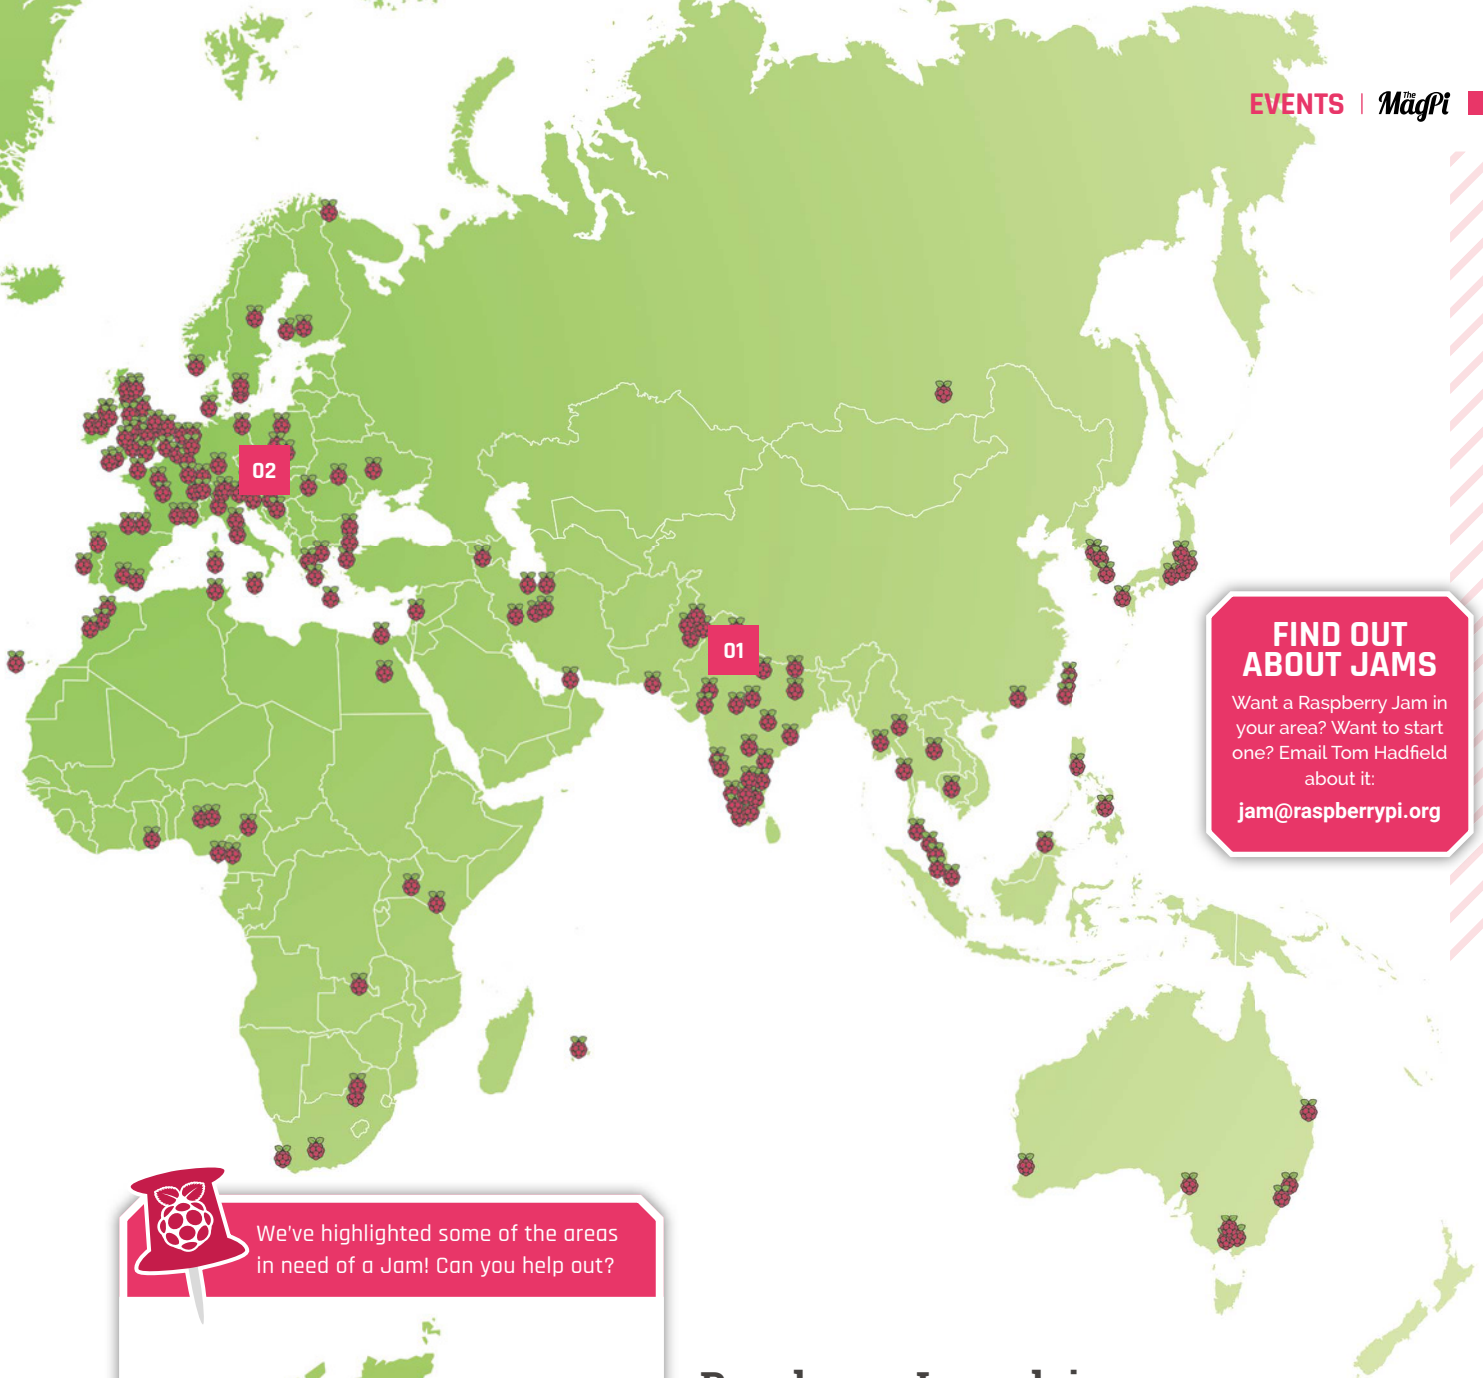 EVENTS
The MagPi
02
01
FIND OUT
ABOUT JAMS
Want a Raspberry Jam in
your area? Want to start
one? Email Tom Hadfield
about it:
jam@raspberrypi.org
We've highlighted some of the areas
in need of a Jam! Can you help out?